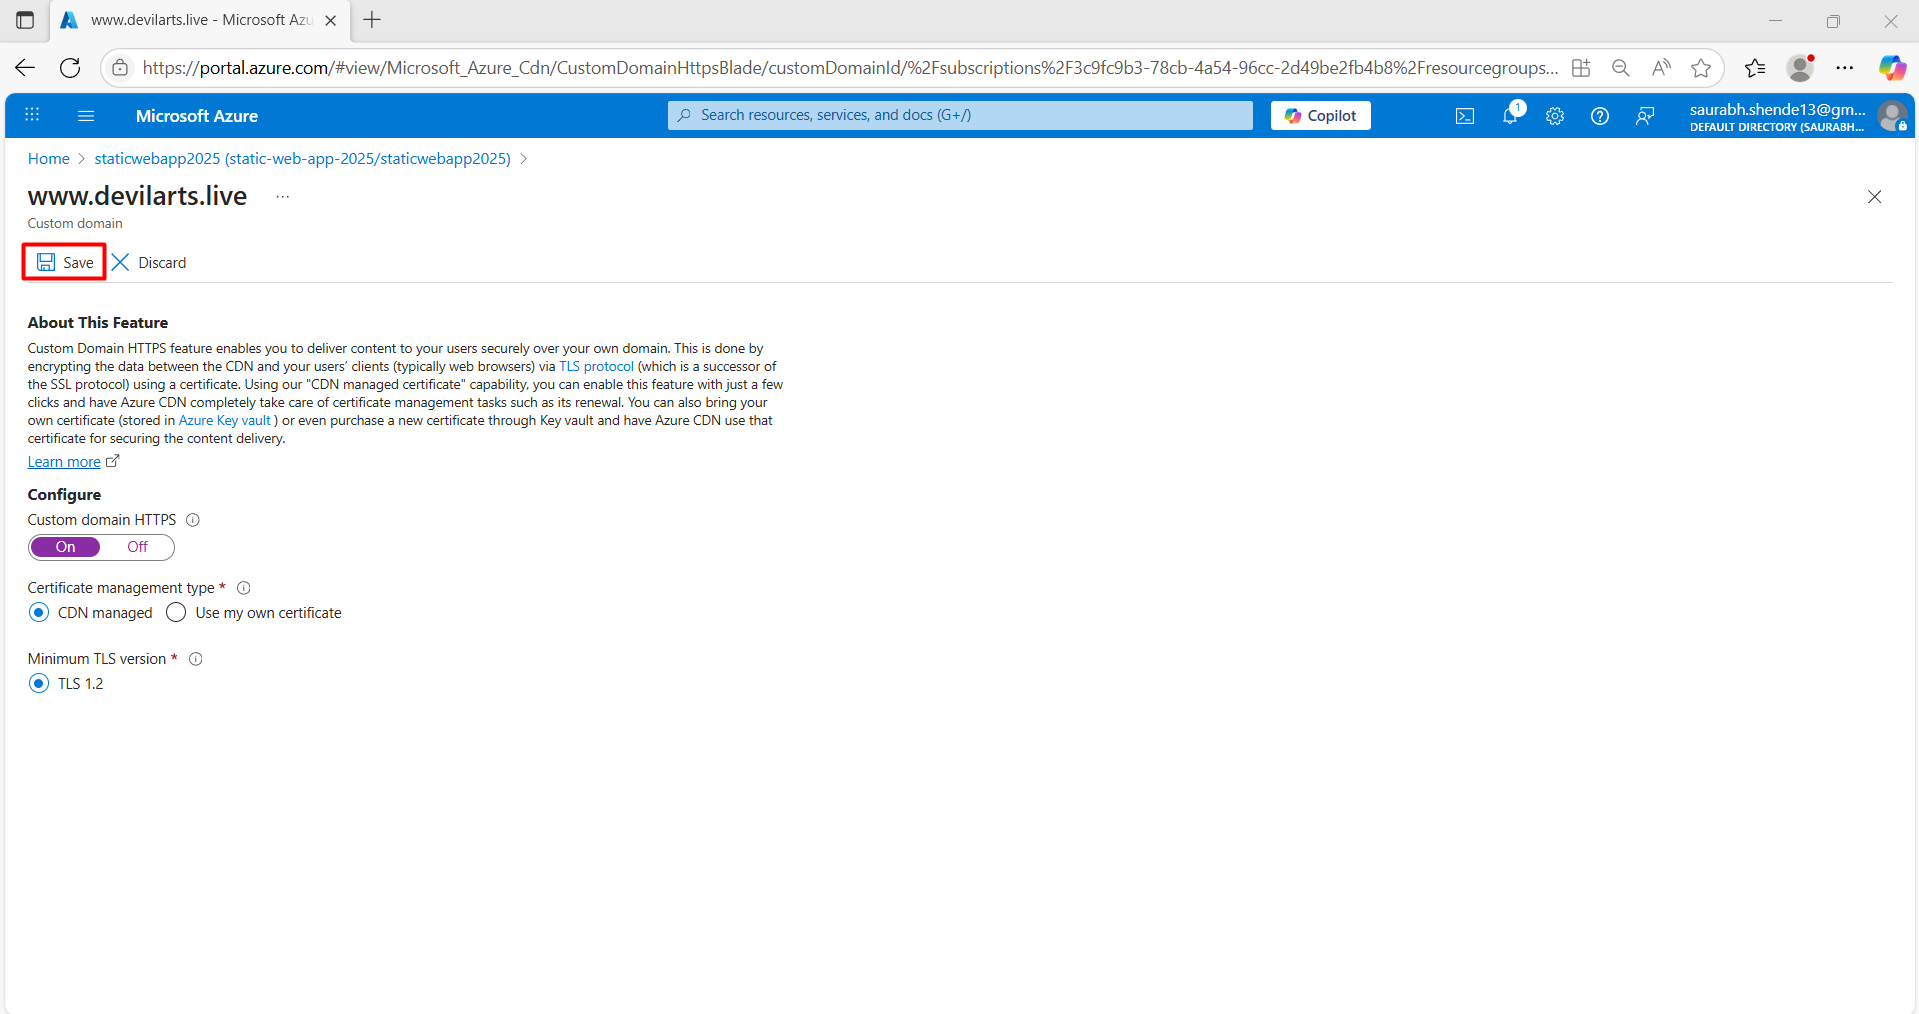 www.devilarts.live - Microsoft Azu
https://portal.azure.com/#view/Microsoft_Azure_Cdn/CustomDomainHttpsBlade/customDomainId/%2Fsubscriptions%2F3c9fc9b3-78cb-4a54-96cc-2d49be2fb4b8%2Fresourcegroups...
Microsoft Azure
Search resources, services, and docs (G+/)
Copilot
1
saurabh.shende13@gm...
DEFAULT DIRECTORY (SAURABH...
Home > staticwebapp2025 (static-web-app-2025/staticwebapp2025) >
www.devilarts.live ...
Custom domain
Save
Discard
About This Feature
Custom Domain HTTPS feature enables you to deliver content to your users securely over your own domain. This is done by
encrypting the data between the CDN and your users’ clients (typically web browsers) via TLS protocol (which is a successor of
the SSL protocol) using a certificate. Using our "CDN managed certificate" capability, you can enable this feature with just a few
clicks and have Azure CDN completely take care of certificate management tasks such as its renewal. You can also bring your
own certificate (stored in Azure Key vault ) or even purchase a new certificate through Key vault and have Azure CDN use that
certificate for securing the content delivery.
Learn more
Configure
Custom domain HTTPS
On Off
Certificate management type *
CDN managed Use my own certificate
Minimum TLS version *
TLS 1.2